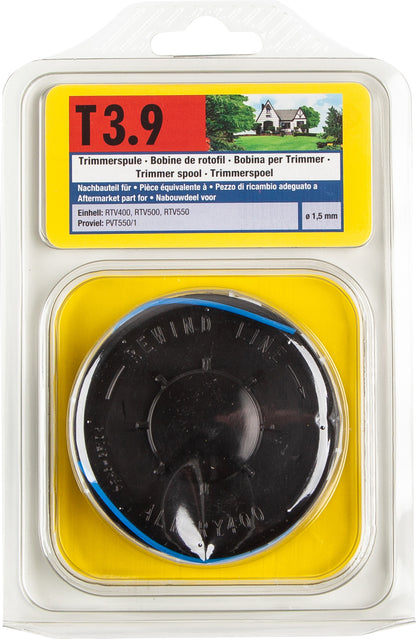 T 3.9
Trimmerspule · Bobine de rotofil · Bobina per Trimmer ·
Trimmer spool · Trimmerspoel
Nachbauteil für · Pièce équivalente à · Pezzo di ricambio adeguato a
Aftermarket part for · Nabouwdeel voor
Einhell: RTV400, RTV500, RTV550
Proviel: PVT550/1
ø 1,5 mm
REWIND LINE